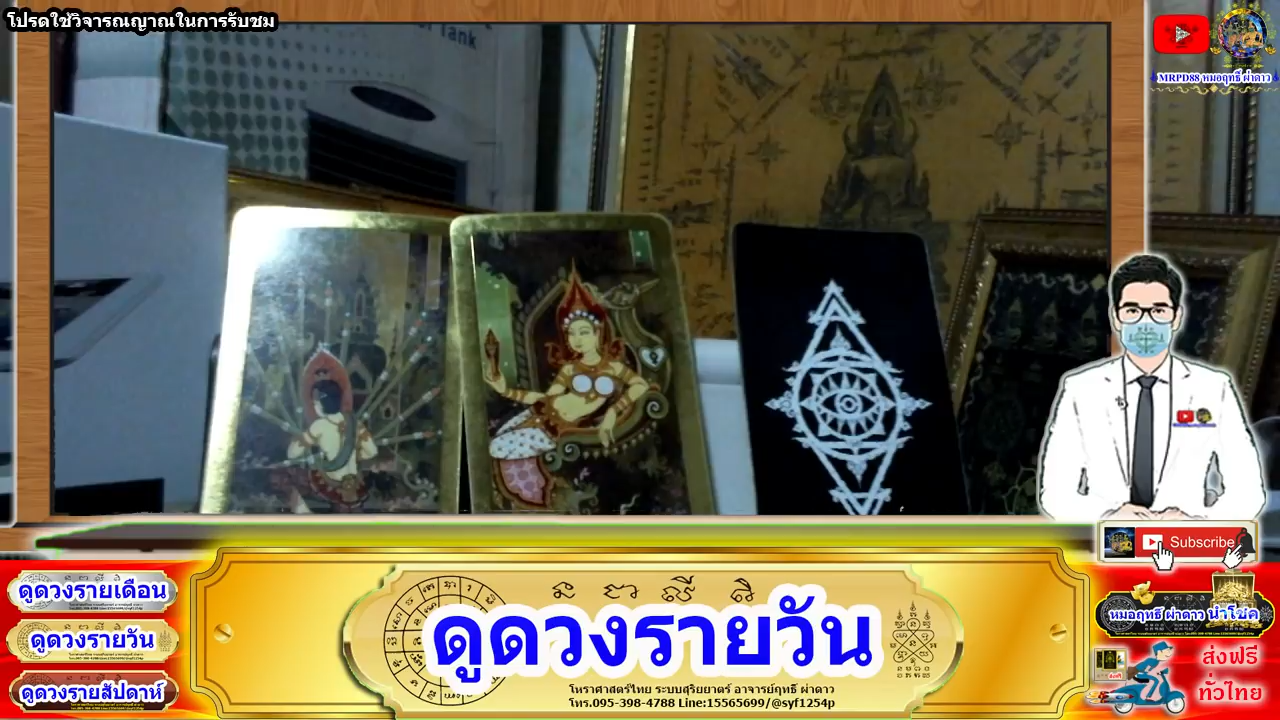 โปรดใช้วิจารณญาณในการรับชม
Tank
MRPD88 หมอฤทธิ์ ผ่าดาว
Subscribe
ดูดวงรายเดือน
ดูดวงรายวัน
ดูดวงรายสัปดาห์
ดูดวงรายวัน
โหราศาสตร์ไทย ระบบสุริยยาตร์ อาจารย์ฤทธิ์ ผ่าดาว
โทร.095-398-4788 Line:15565699/@syf1254p
หมอฤทธิ์ ผ่าดาว นำโชค
ส่งฟรี
ทั่วไทย